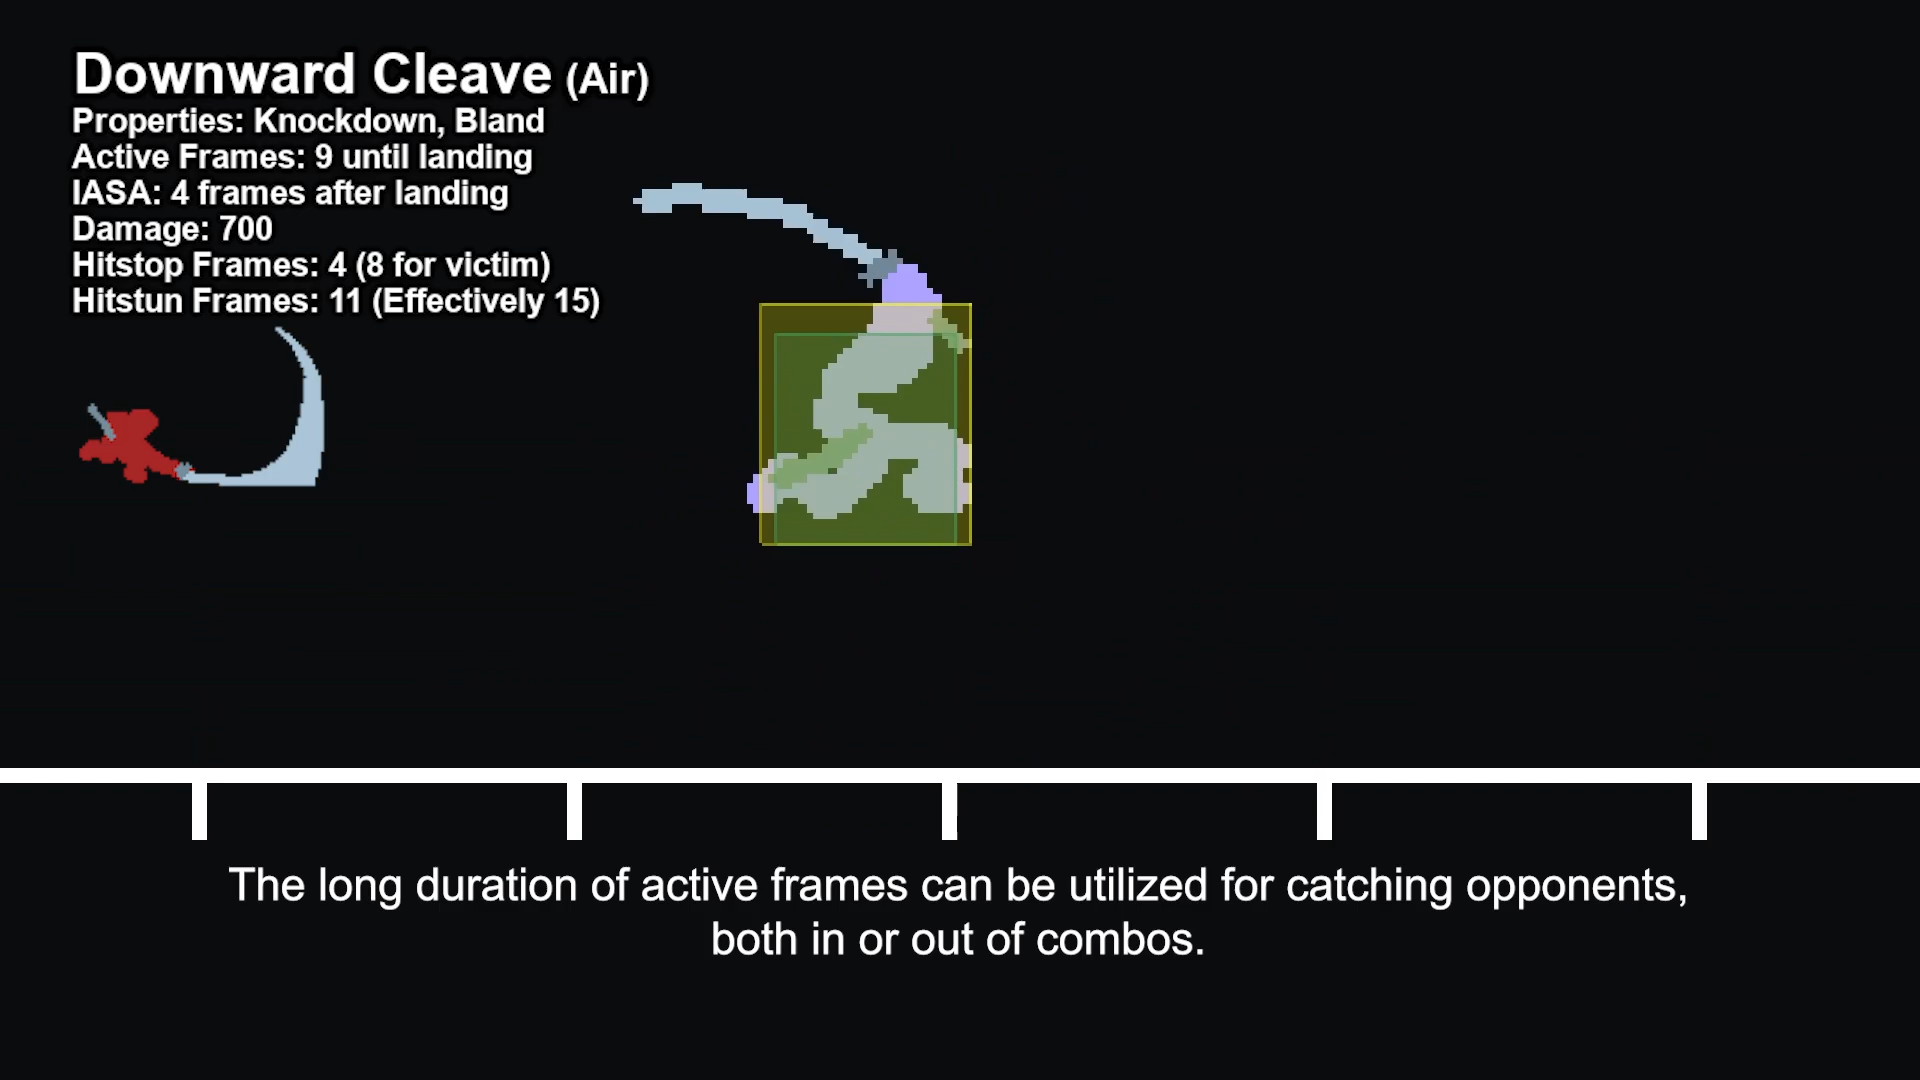 Downward Cleave (Air)
Properties: Knockdown, Bland
Active Frames: 9 until landing
IASA: 4 frames after landing
Damage: 700
Hitstop Frames: 4 (8 for victim)
Hitstun Frames: 11 (Effectively 15)
The long duration of active frames can be utilized for catching opponents,
both in or out of combos.